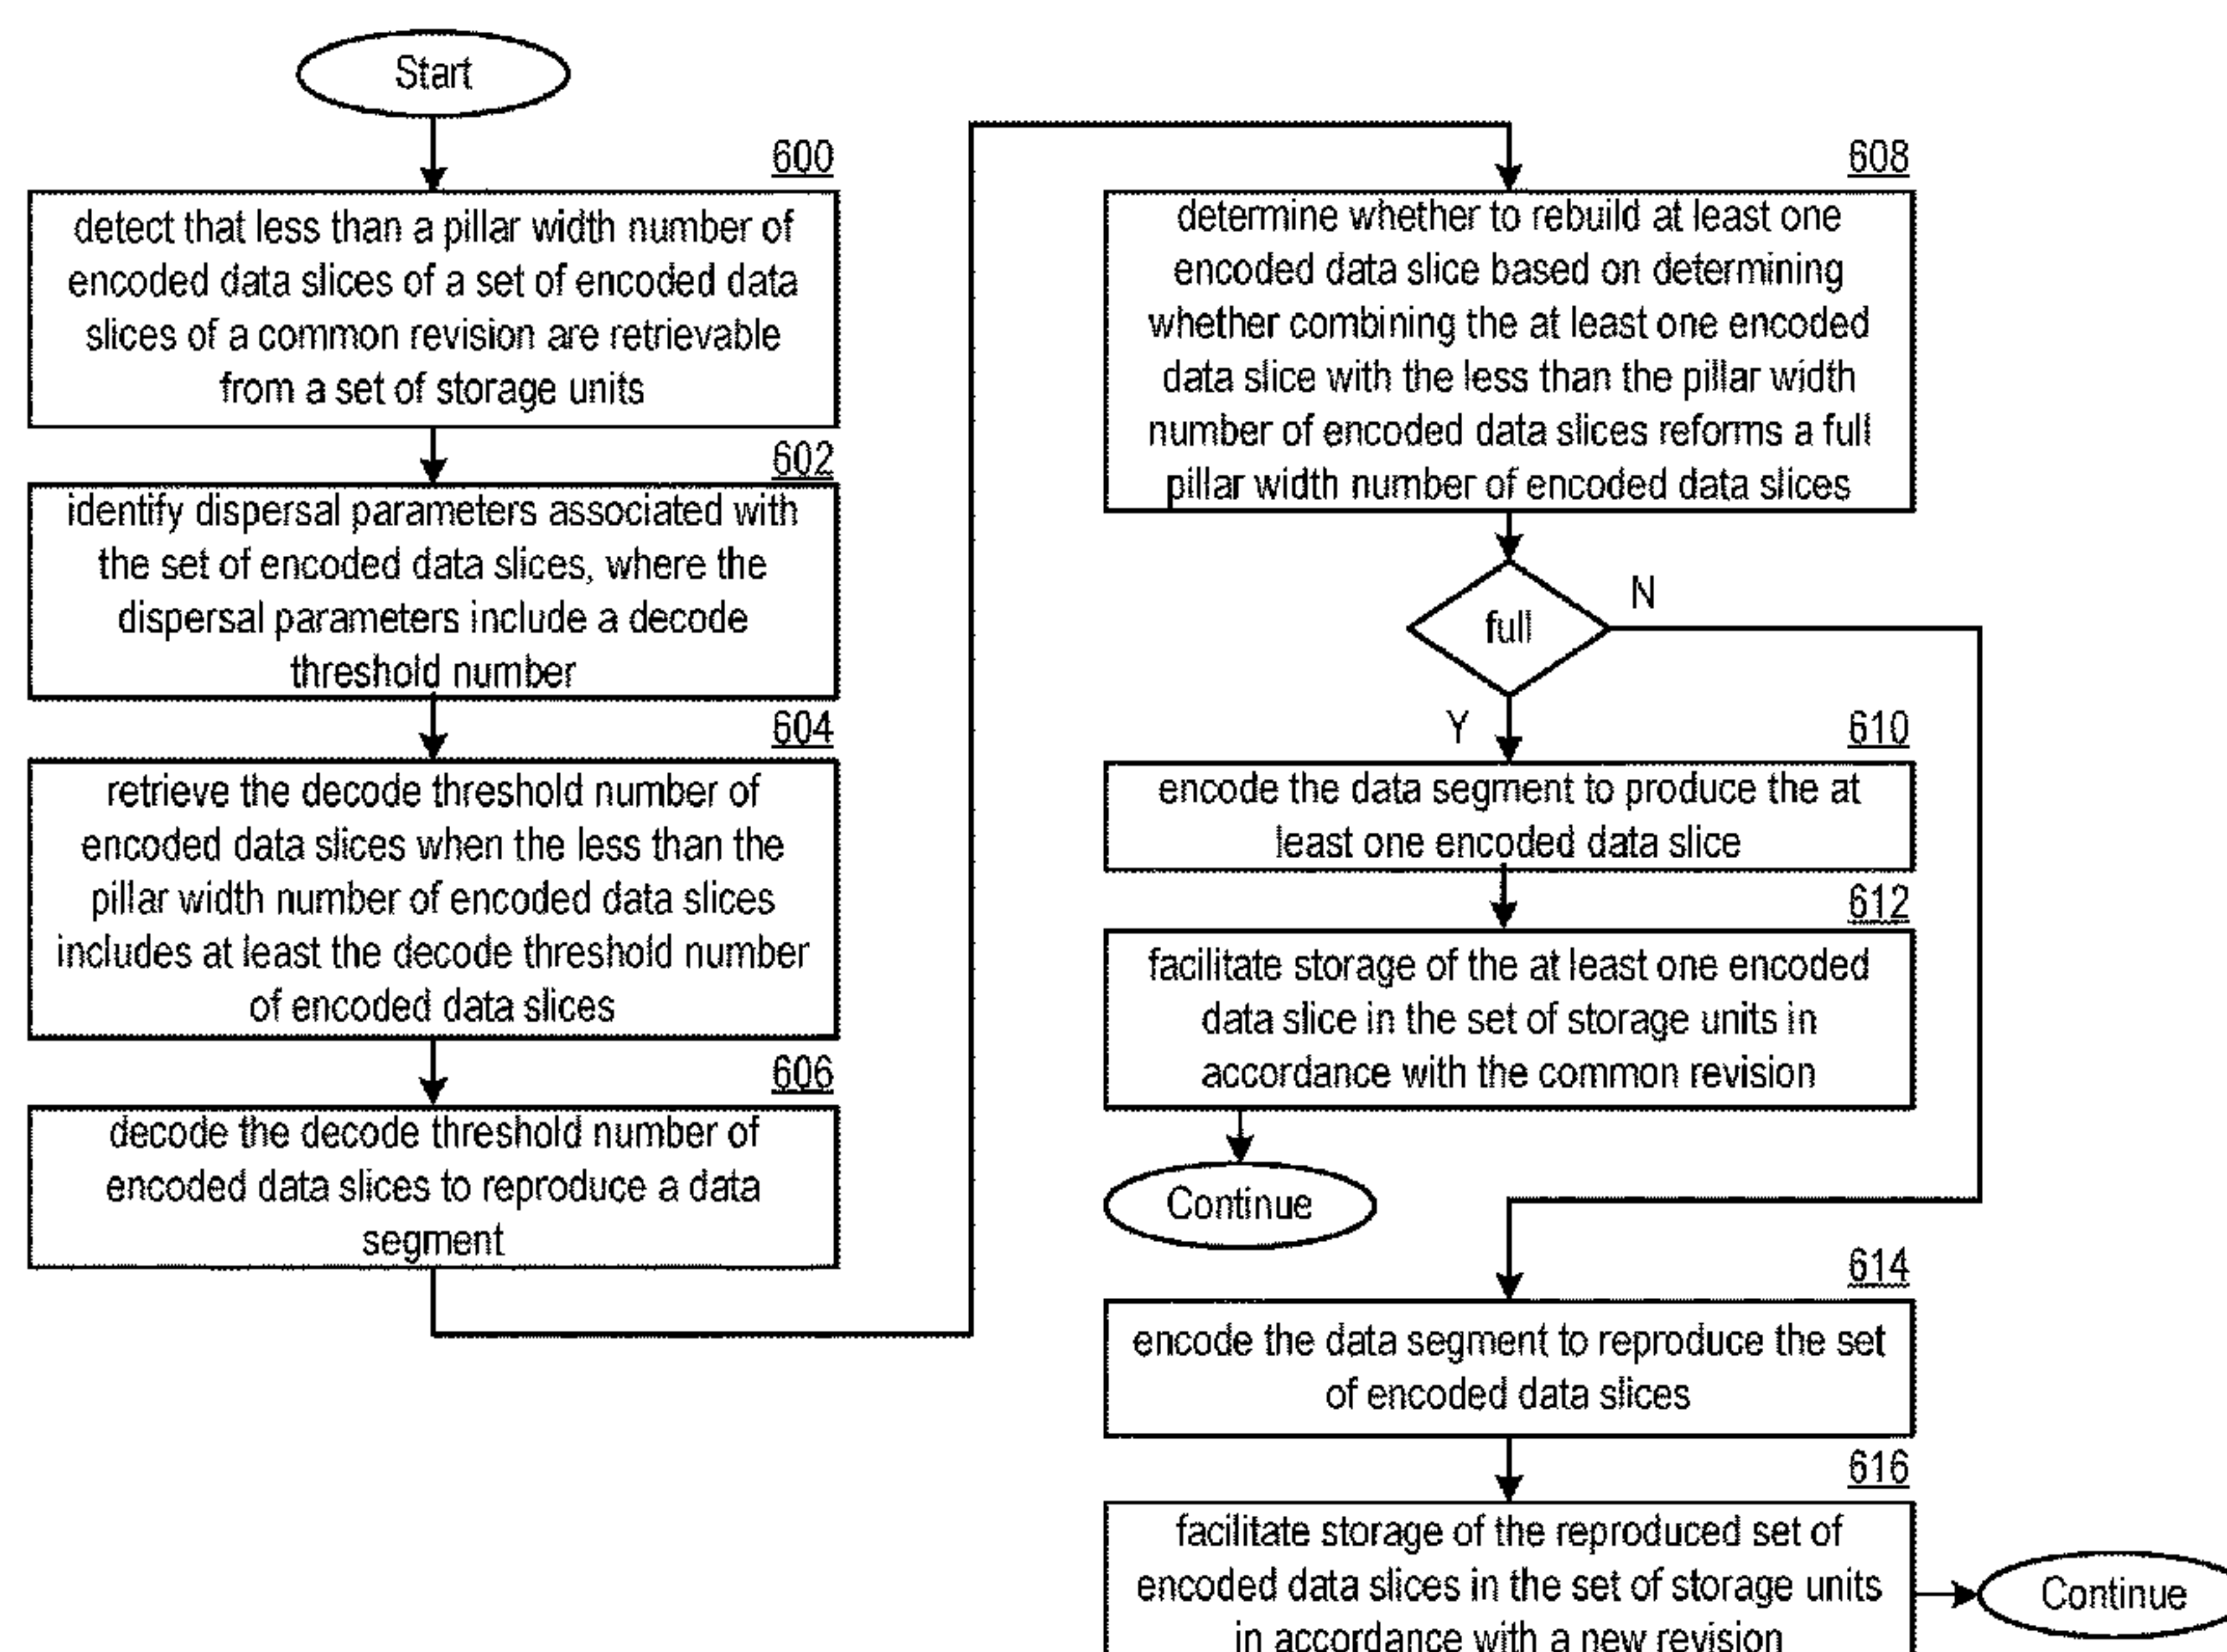 Start
600
detect that less than a pillar width number of
encoded data slices of a set of encoded data
slices of a common revision are retrievable
from a set of storage units
602
identify dispersal parameters associated with
the set of encoded data slices, where the
dispersal parameters include a decode
threshold number
604
retrieve the decode threshold number of
encoded data slices when the less than the
pillar width number of encoded data slices
includes at least the decode threshold number
of encoded data slices
606
decode the decode threshold number of
encoded data slices to reproduce a data
segment
608
determine whether to rebuild at least one
encoded data slice based on determining
whether combining the at least one encoded
data slice with the less than the pillar width
number of encoded data slices reforms a full
pillar width number of encoded data slices
full
N
Y
610
encode the data segment to produce the at
least one encoded data slice
612
facilitate storage of the at least one encoded
data slice in the set of storage units in
accordance with the common revision
Continue
614
encode the data segment to reproduce the set
of encoded data slices
616
facilitate storage of the reproduced set of
encoded data slices in the set of storage units
in accordance with a new revision
Continue